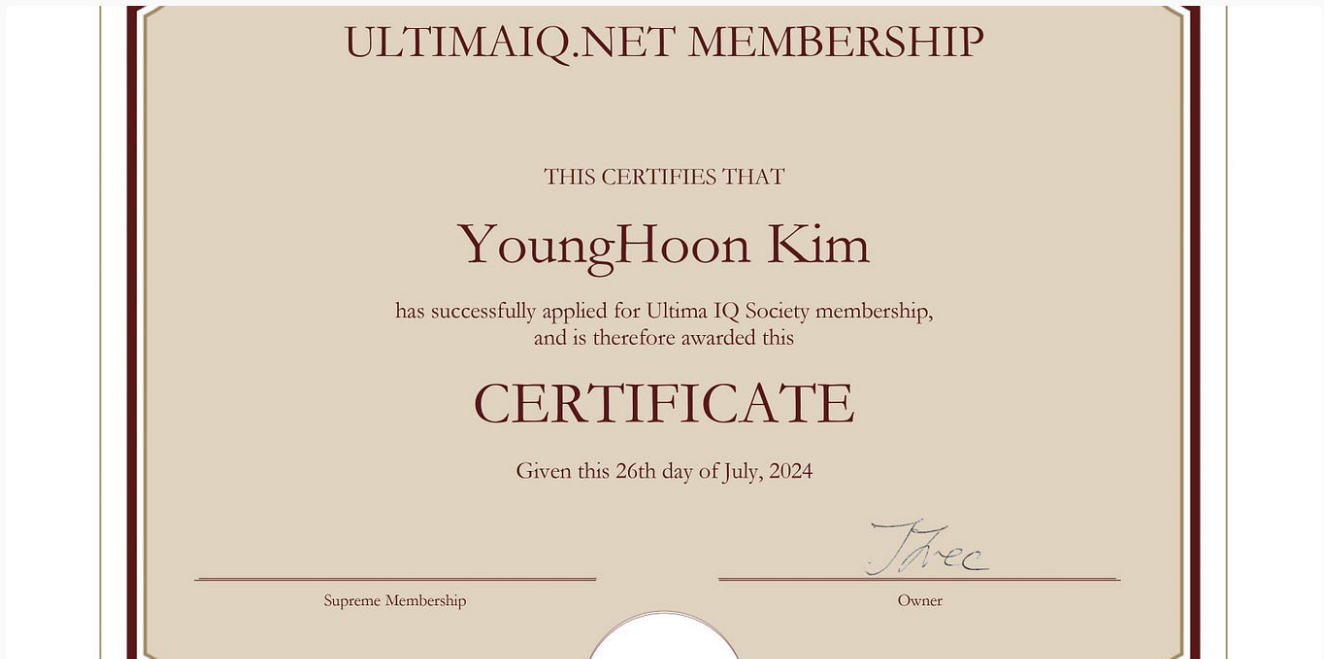 ULTIMAIQ.NET MEMBERSHIP
THIS CERTIFIES THAT
YoungHoon Kim
has successfully applied for Ultima IQ Society membership,
and is therefore awarded this
CERTIFICATE
Given this 26th day of July, 2024
Supreme Membership
Owner